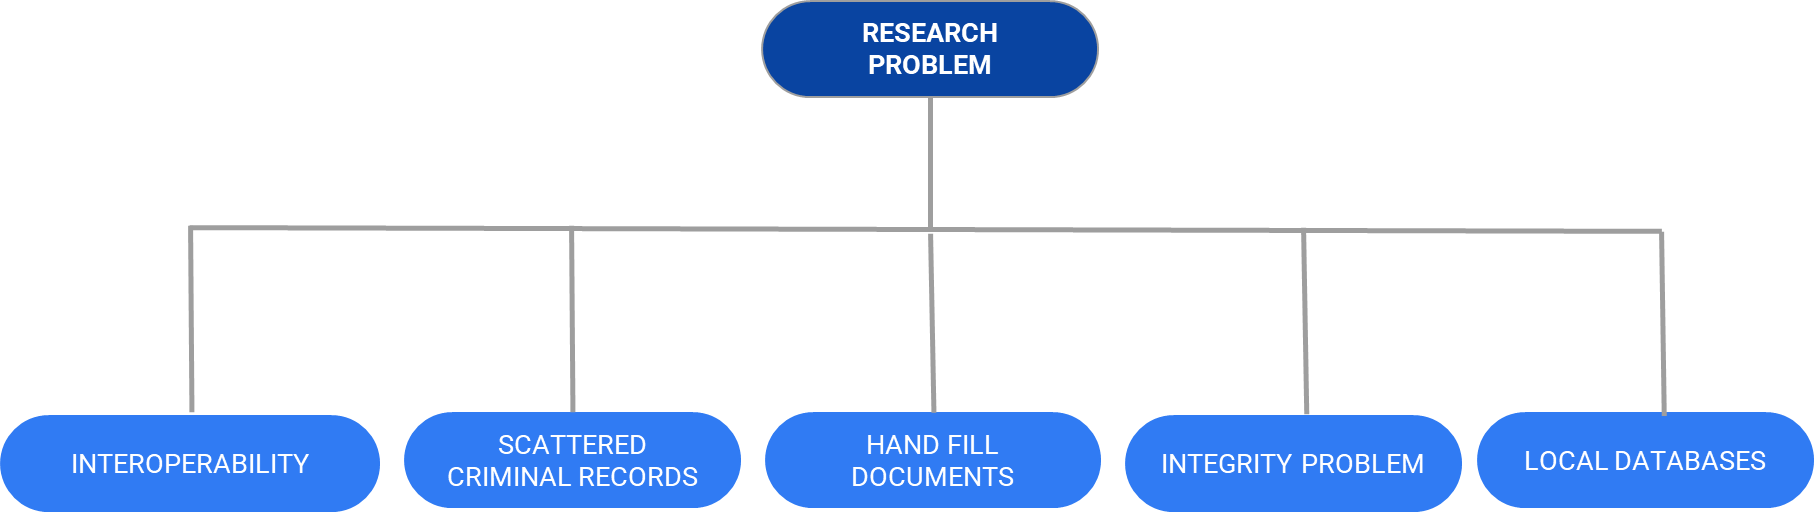 RESEARCH
PROBLEM
INTEROPERABILITY
SCATTERED
CRIMINAL RECORDS
HAND FILL
DOCUMENTS
INTEGRITY PROBLEM
LOCAL DATABASES